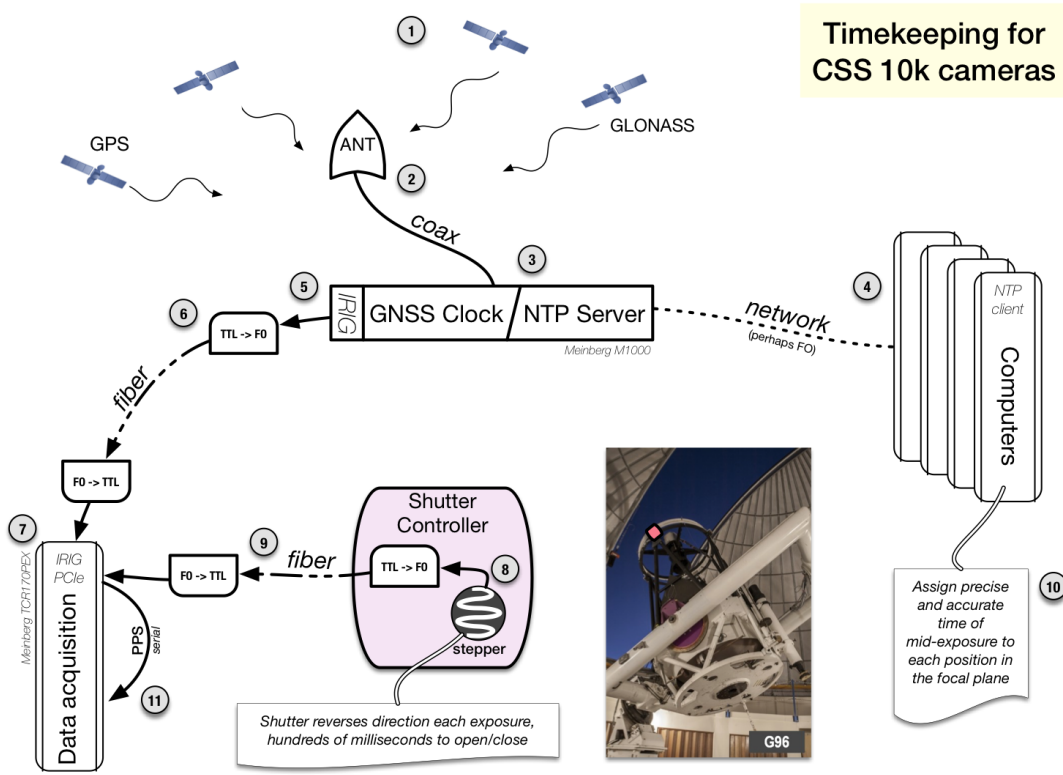 Timekeeping for
CSS 10k cameras
1
GPS
GLONASS
ANT
2
coax
3
4
5
6
IRIG
GNSS Clock
NTP Server
Meinberg M1000
network
(perhaps FO)
NTP
client
Computers
TTL -> FO
fiber
FO -> TTL
7
Meinberg TCR170PEX
IRIG
PCIe
Data acquisition
PPS
serial
11
FO -> TTL
9
fiber
Shutter
Controller
TTL -> FO
8
stepper
Shutter reverses direction each exposure,
hundreds of milliseconds to open/close
G96
10
Assign precise
and accurate
time of
mid-exposure to
each position in
the focal plane